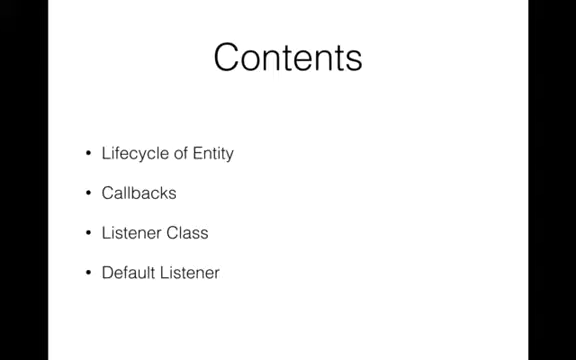 Contents
• Lifecycle of Entity
• Callbacks
• Listener Class
• Default Listener